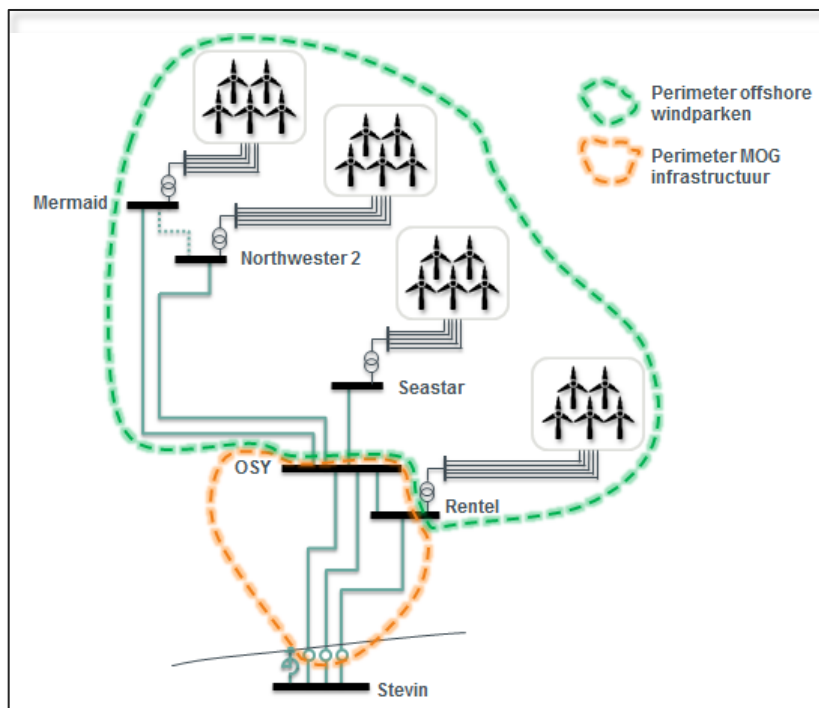 Perimeter offshore
windparken
Perimeter MOG
infrastructuur
Mermaid
Northwester 2
Seastar
OSY
Rentel
Stevin